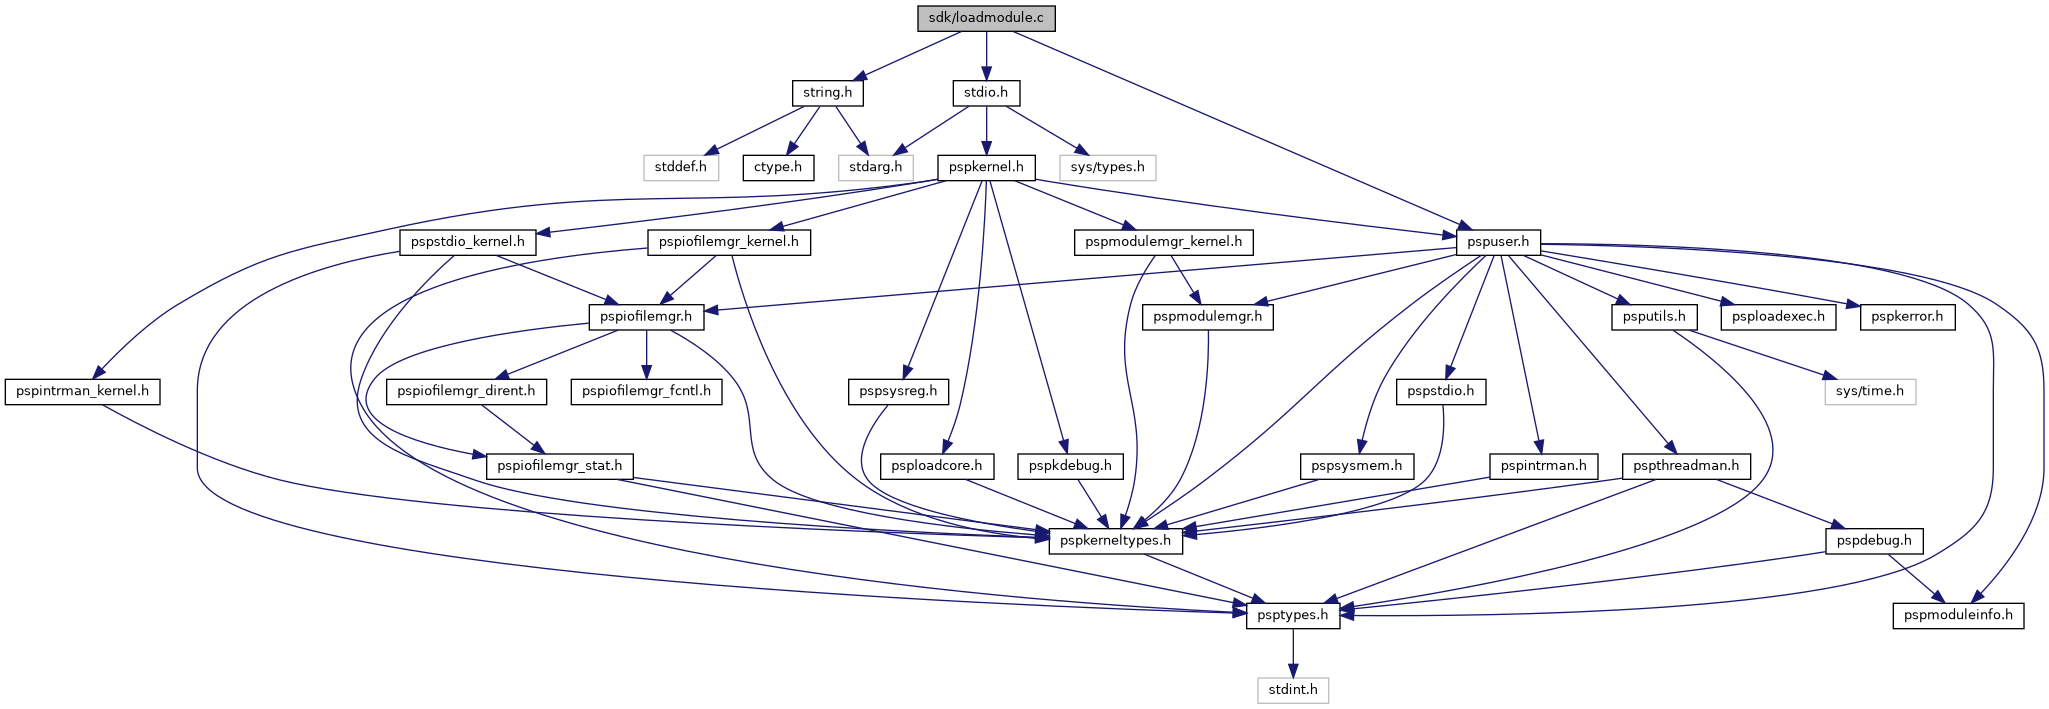 sdk/loadmodule.c
string.h
stdio.h
stddef.h
ctype.h
stdarg.h
pspkernel.h
sys/types.h
pspstdio_kernel.h
pspiofilemgr_kernel.h
pspmodulemgr_kernel.h
pspuser.h
pspiofilemgr.h
pspmodulemgr.h
psputils.h
psploadexec.h
pspkerror.h
pspintrman_kernel.h
pspiofilemgr_dirent.h
pspiofilemgr_fcntl.h
pspsysreg.h
pspstdio.h
sys/time.h
pspiofilemgr_stat.h
psploadcore.h
pspkdebug.h
pspsysmem.h
pspintrman.h
pspthreadman.h
pspkerneltypes.h
pspdebug.h
psptypes.h
pspmoduleinfo.h
stdint.h